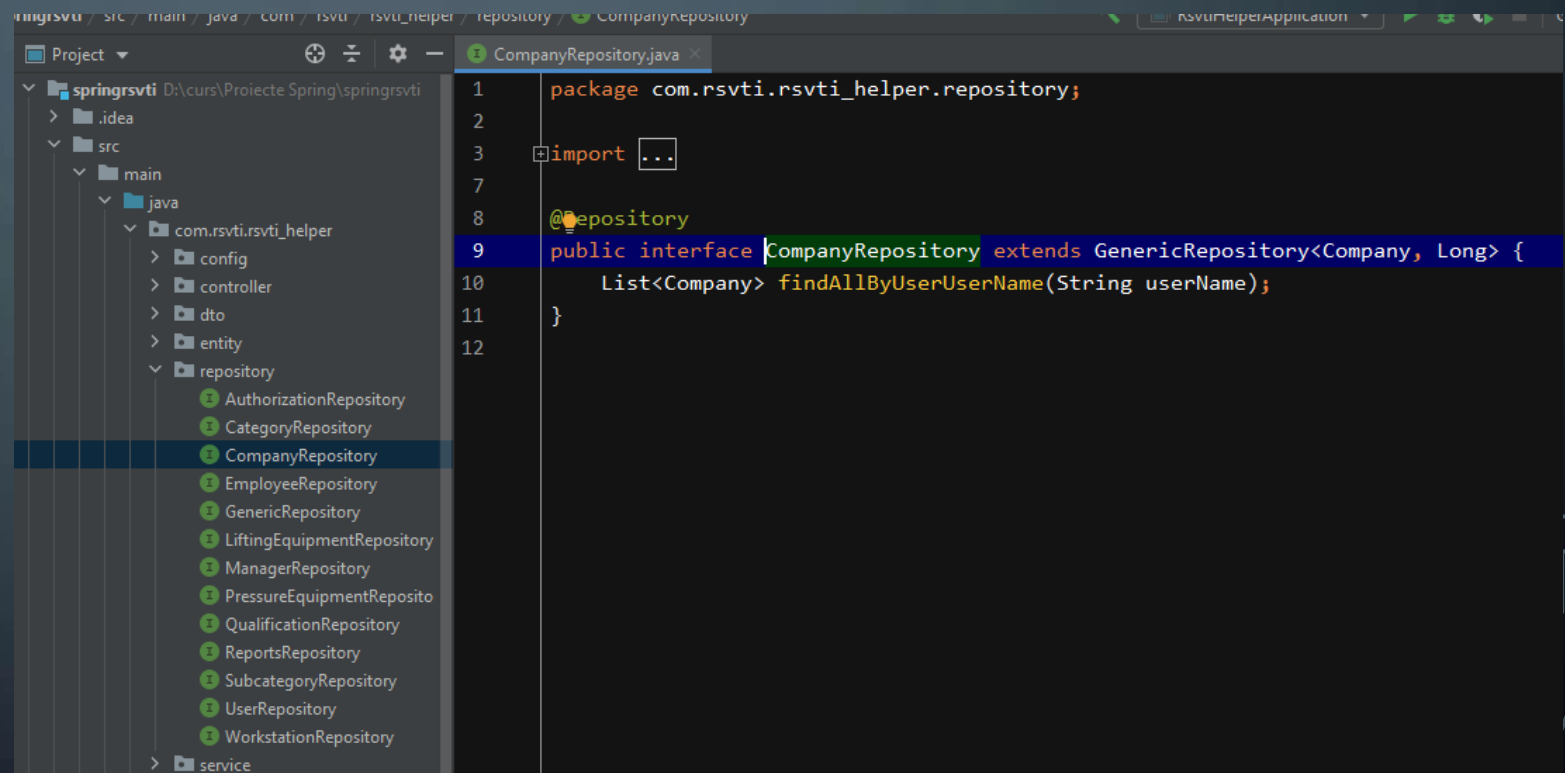 ringrsvti / src / main / java / com / rsvti / rsvti_helper / repository / CompanyRepository
RsvtiHelperApplication
Project
CompanyRepository.java
springrsvti D:\curs\Proiecte Spring\springrsvti
.idea
src
main
java
com.rsvti.rsvti_helper
config
controller
dto
entity
repository
AuthorizationRepository
CategoryRepository
CompanyRepository
EmployeeRepository
GenericRepository
LiftingEquipmentRepository
ManagerRepository
PressureEquipmentReposito
QualificationRepository
ReportsRepository
SubcategoryRepository
UserRepository
WorkstationRepository
service
1 package com.rsvti.rsvti_helper.repository;
2
3 import ...
7
8 @Repository
9 public interface CompanyRepository extends GenericRepository<Company, Long> {
10 List<Company> findAllByUserUserName(String userName);
11 }
12